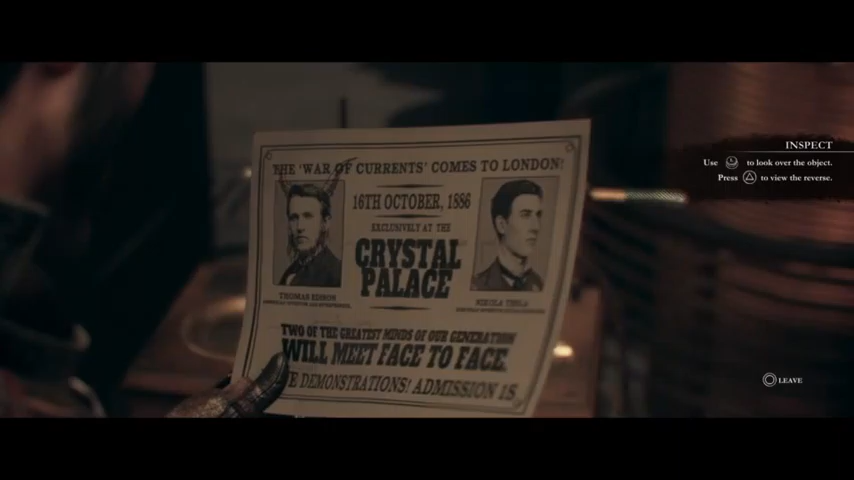 THE 'WAR OF CURRENTS' COMES TO LONDON!
16TH OCTOBER, 1886
EXCLUSIVELY AT THE
CRYSTAL
PALACE
THOMAS EDISON
NIKOLA TESLA
TWO OF THE GREATEST MINDS OF OUR GENERATION
WILL MEET FACE TO FACE.
DEMONSTRATIONS! ADMISSION 1S
INSPECT
Use to look over the object.
Press to view the reverse.
LEAVE